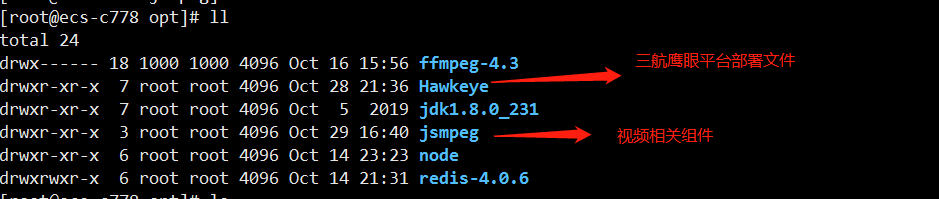 [root@ecs-c778 opt]# ll
total 24
drwx------ 18 1000 1000 4096 Oct 16 15:56 ffmpeg-4.3
drwxr-xr-x  7 root root 4096 Oct 28 21:36 Hawkeye
三航鹰眼平台部署文件
drwxr-xr-x  7 root root 4096 Oct  5  2019 jdk1.8.0_231
drwxr-xr-x  3 root root 4096 Oct 29 16:40 jsmpeg
视频相关组件
drwxr-xr-x  6 root root 4096 Oct 14 23:23 node
drwxrwxr-x  6 root root 4096 Oct 14 21:31 redis-4.0.6
[root@ecs-c778 opt]#